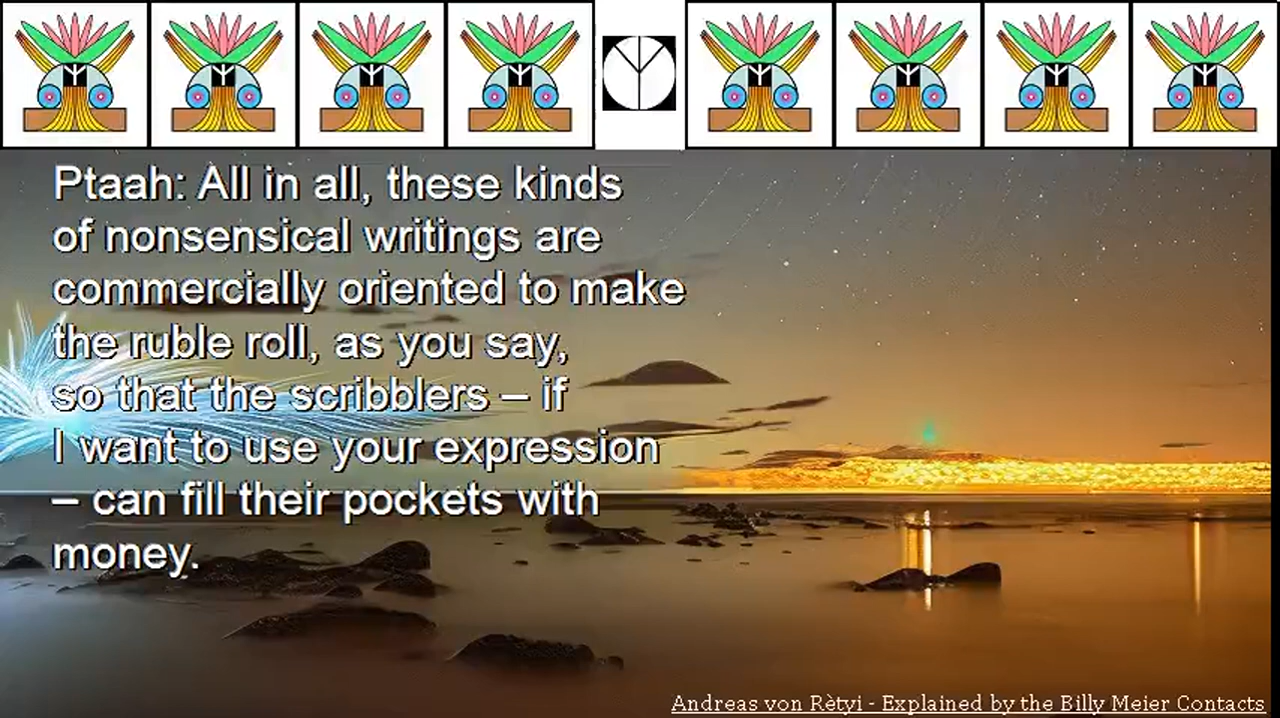 Ptaah: All in all, these kinds
of nonsensical writings are
commercially oriented to make
the ruble roll, as you say,
so that the scribblers – if
I want to use your expression
– can fill their pockets with
money.
Andreas von Rètyi - Explained by the Billy Meier Contacts